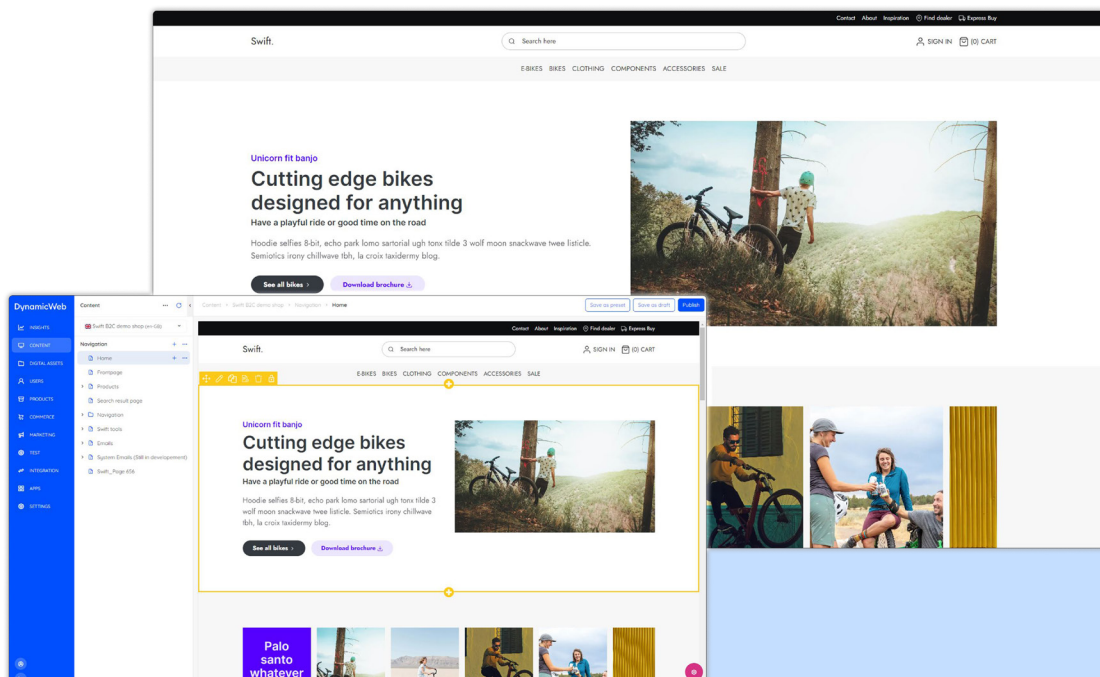 Contact About Inspiration Find dealer Express Buy
Swift.
Search here
SIGN IN (0) CART
E-BIKES BIKES CLOTHING COMPONENTS ACCESSORIES SALE
Unicorn fit banjo
Cutting edge bikes
designed for anything
Have a playful ride or good time on the road
Hoodie selfies 8-bit, echo park lomo sartorial ugh tonx tilde 3 wolf moon snackwave twee listicle.
Semiotics irony chillwave tbh, la croix taxidermy blog.
See all bikes Download brochure
DynamicWeb
INSIGHTS
CONTENT
DIGITAL ASSETS
USERS
PRODUCTS
COMMERCE
MARKETING
TEST
INTEGRATION
APPS
SETTINGS
Content
Swift B2C demo shop (en-GB)
Navigation
Home
Frontpage
Products
Search result page
Navigation
Swift tools
Emails
System Emails (Still in development)
Swift_Page 656
Content > Swift B2C demo shop > Navigation > Home
Save as preset Save as draft Publish
Contact About Inspiration Find dealer Express Buy
Swift.
Search here
SIGN IN (0) CART
E-BIKES BIKES CLOTHING COMPONENTS ACCESSORIES SALE
Unicorn fit banjo
Cutting edge bikes
designed for anything
Have a playful ride or good time on the road
Hoodie selfies 8-bit, echo park lomo sartorial ugh tonx tilde 3
wolf moon snackwave twee listicle. Semiotics irony chillwave
tbh, la croix taxidermy blog.
See all bikes Download brochure
Palo
santo
whatever